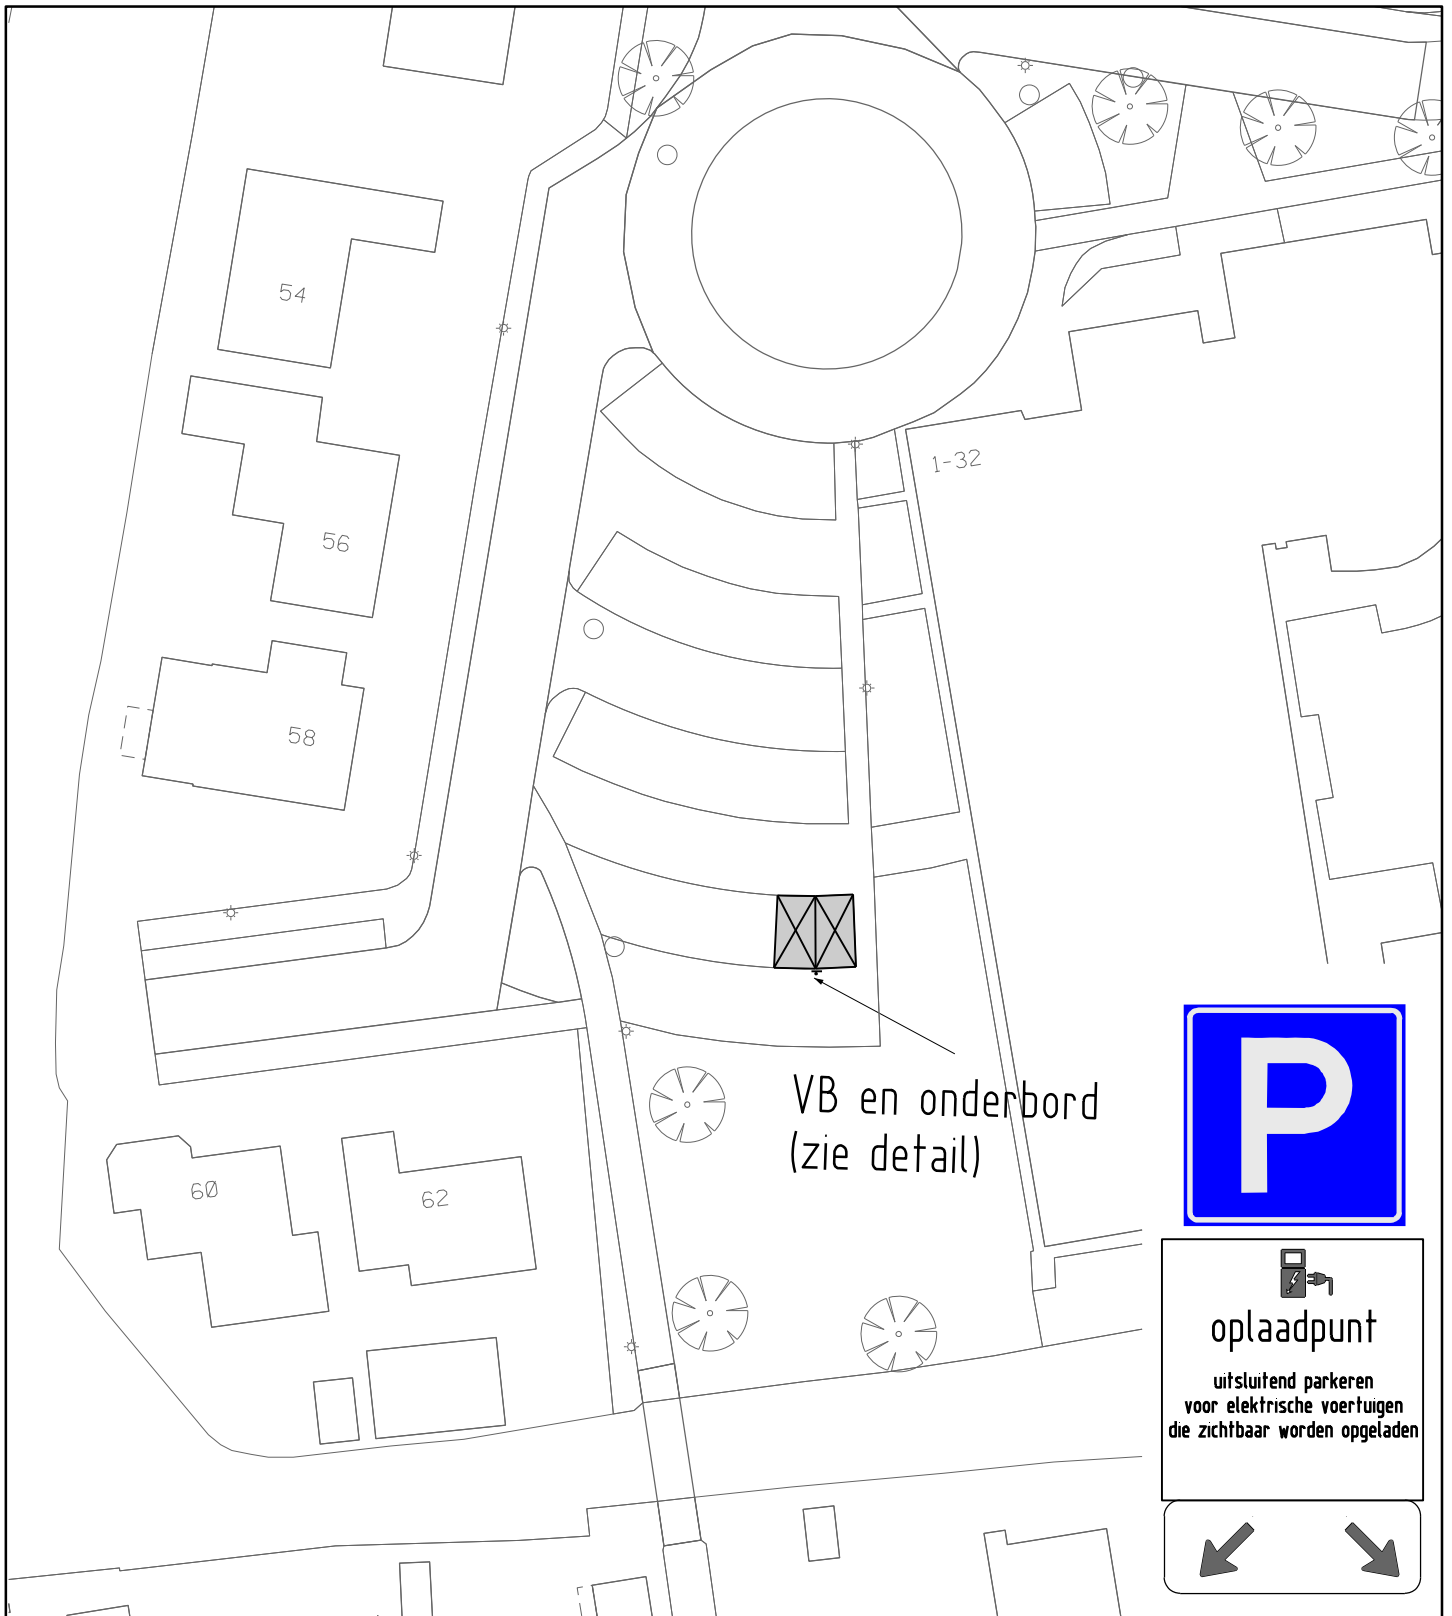 54
1-32
56
58
VB en onderbord
(zie detail)
60
62
P
oplaadpunt
uitsluitend parkeren
voor elektrische voertuigen
die zichtbaar worden opgeladen